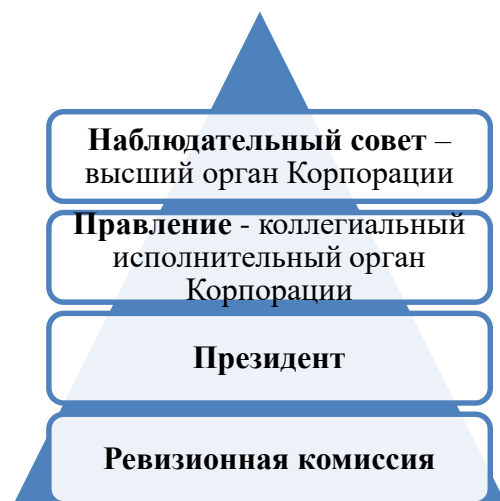 Наблюдательный совет –
высший орган Корпорации
Правление - коллегиальный
исполнительный орган
Корпорации
Президент
Ревизионная комиссия